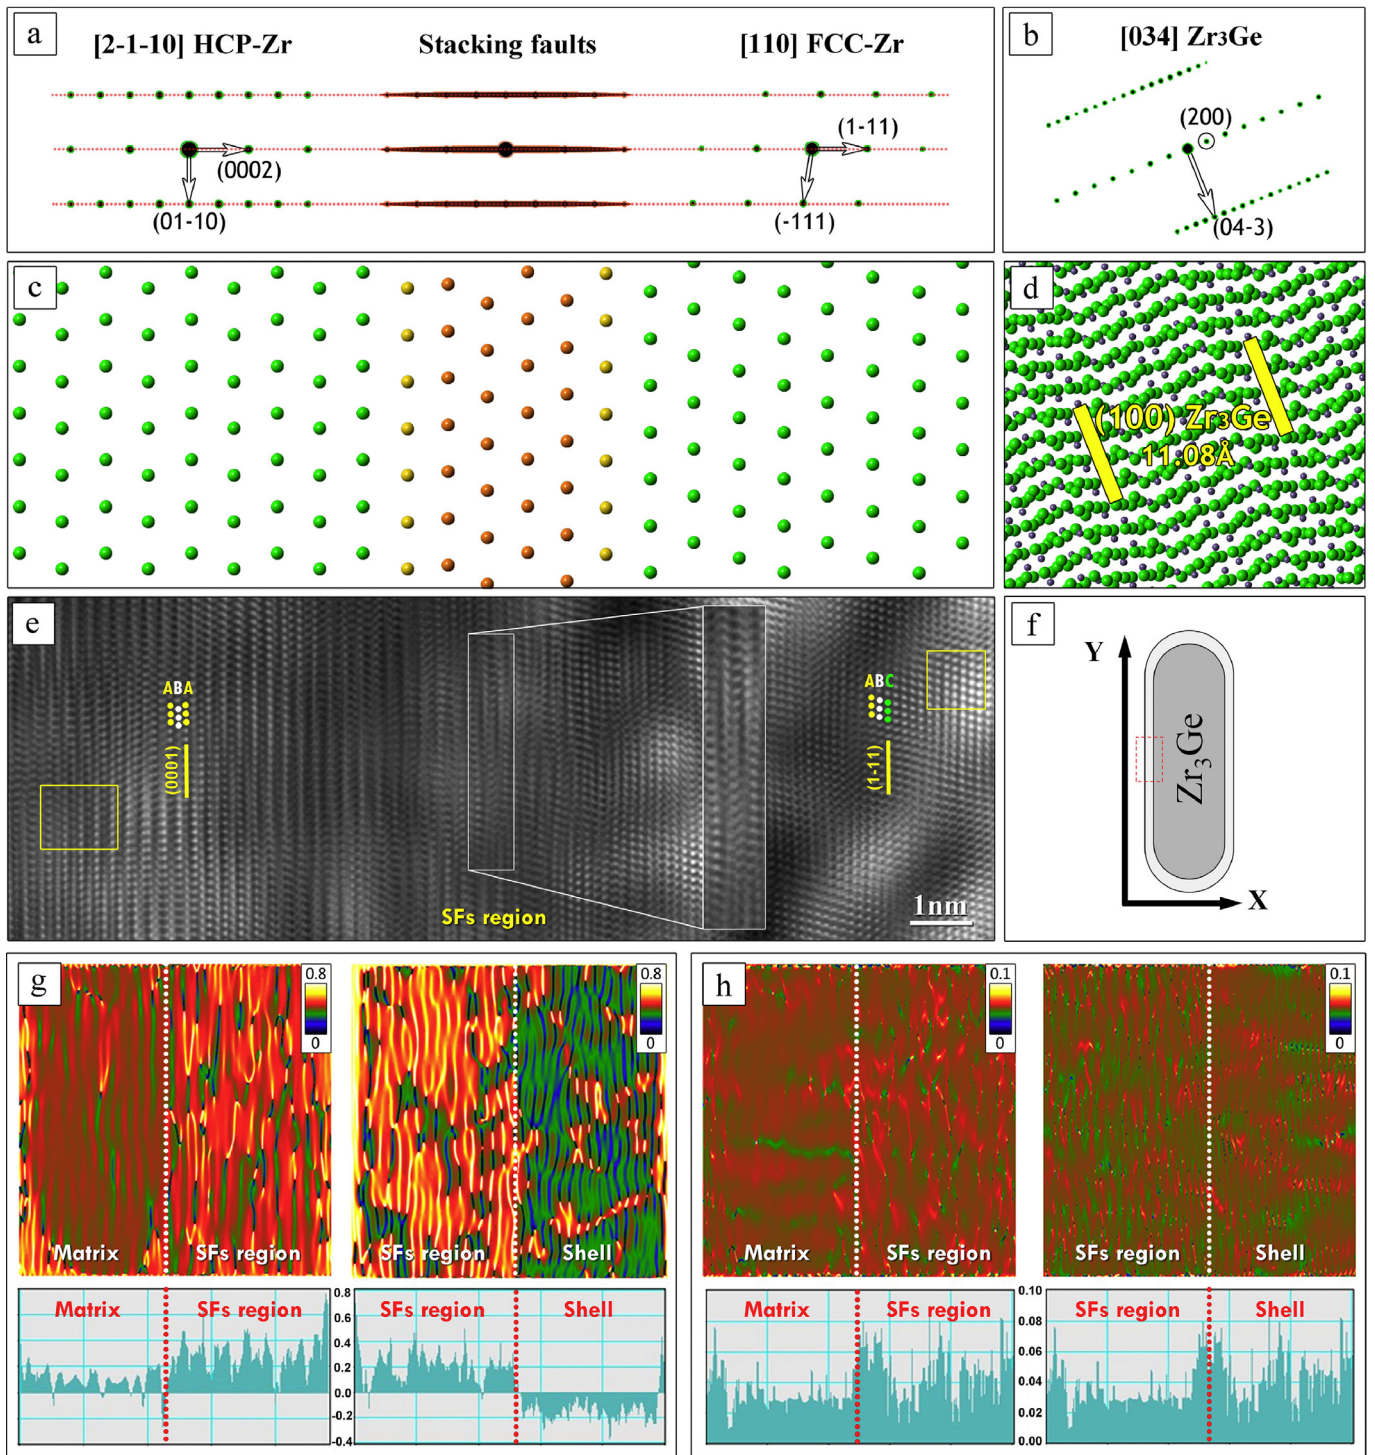 a
[2-1-10] HCP-Zr
Stacking faults
[110] FCC-Zr
(0002)
(01-10)
(1-11)
(-111)
b
[034] Zr3Ge
(200)
(04-3)
c
d
(100) Zr3Ge
11.08Å
e
ABA
(0001)
SFs region
ABC
(1-11)
1nm
f
Y
X
Zr3Ge
g
0.8
0
0.8
0
Matrix
SFs region
SFs region
Shell
Matrix
SFs region
SFs region
Shell
0.8
0.6
0.4
0.2
0.0
-0.2
-0.4
h
0.1
0
0.1
0
Matrix
SFs region
SFs region
Shell
Matrix
SFs region
SFs region
Shell
0.10
0.08
0.06
0.04
0.02
0.00